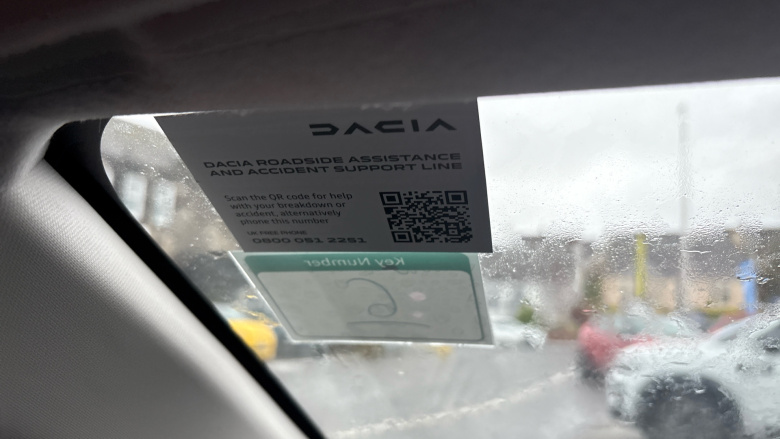 DACIA
DACIA ROADSIDE ASSISTANCE
AND ACCIDENT SUPPORT LINE
Scan the QR code for help
with your breakdown or
accident, alternatively
phone this number
UK FREE PHONE
0800 051 2251
Key Number